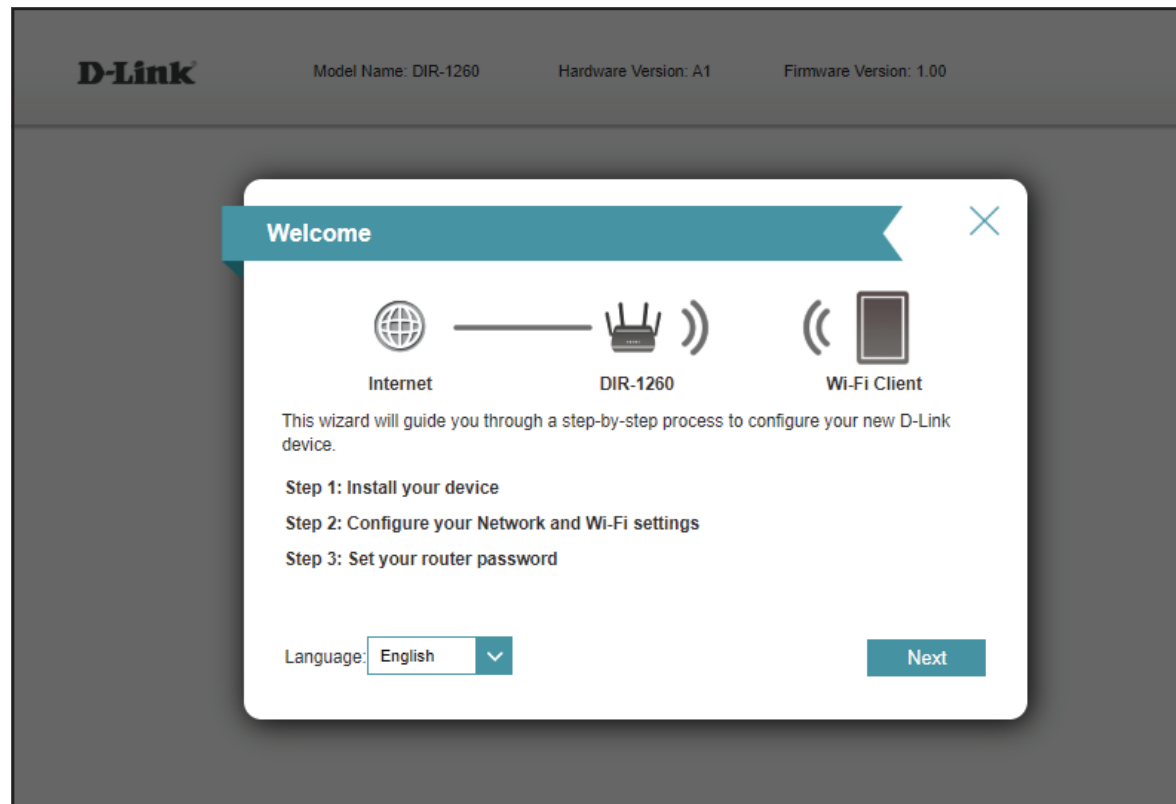 D-Link Model Name: DIR-1260 Hardware Version: A1 Firmware Version: 1.00
Welcome
Internet DIR-1260 Wi-Fi Client
This wizard will guide you through a step-by-step process to configure your new D-Link
device.
Step 1: Install your device
Step 2: Configure your Network and Wi-Fi settings
Step 3: Set your router password
Language: English Next